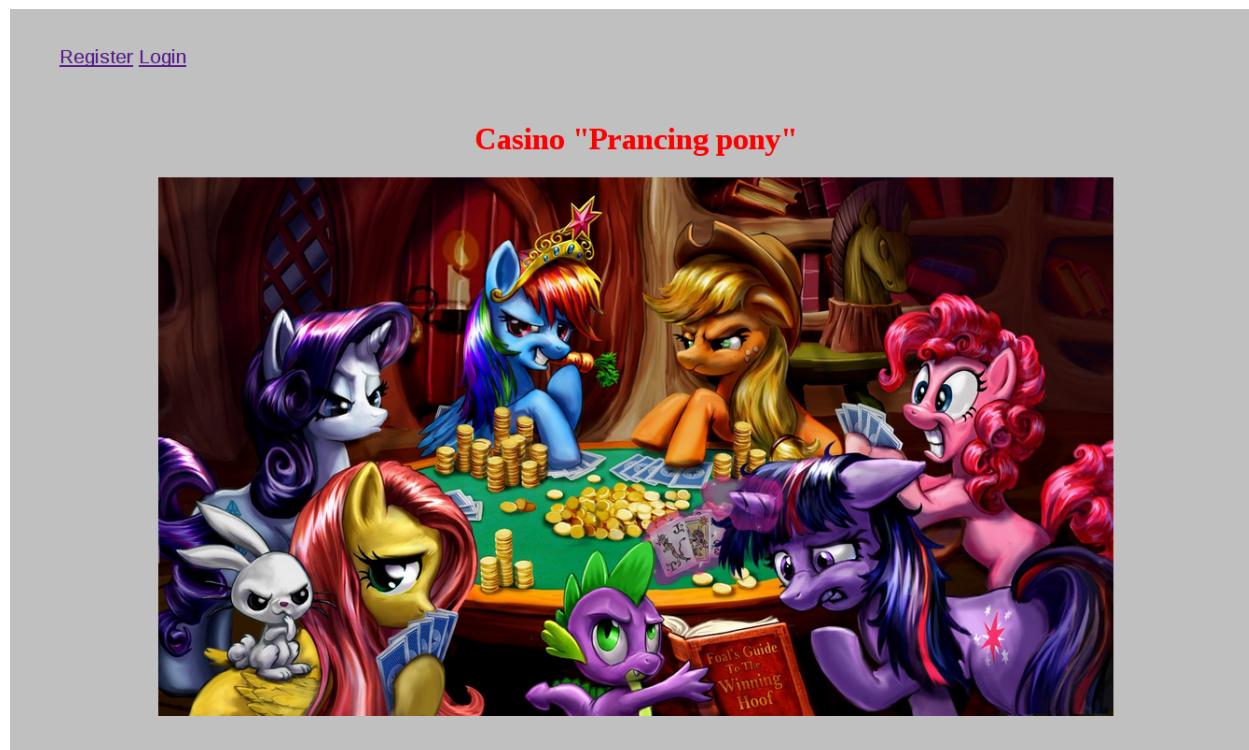 Register Login
Casino "Prancing pony"
Foal's Guide
To The
Winning
Hoof